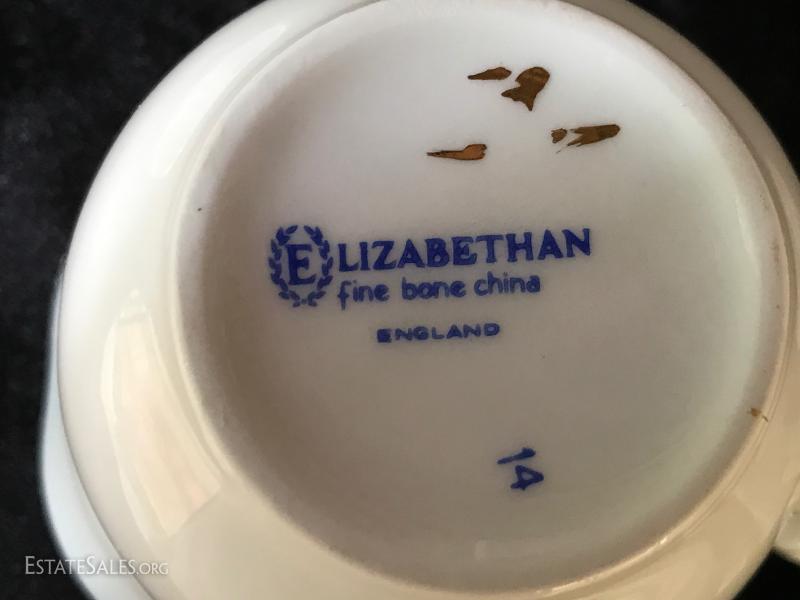 ELIZABETHAN
fine bone china
ENGLAND
14
ESTATESALES.ORG